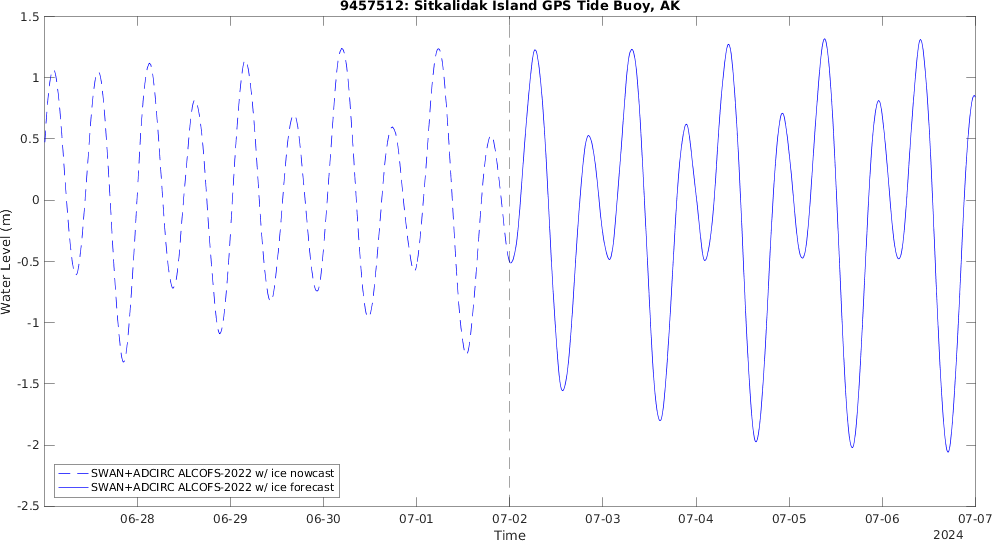 9457512: Sitkalidak Island GPS Tide Buoy, AK
1.5
1
0.5
0
-0.5
-1
-1.5
-2
-2.5
Water Level (m)
SWAN+ADCIRC ALCOFS-2022 w/ ice nowcast
SWAN+ADCIRC ALCOFS-2022 w/ ice forecast
06-28 06-29 06-30 07-01 07-02 07-03 07-04 07-05 07-06 07-07
Time
2024